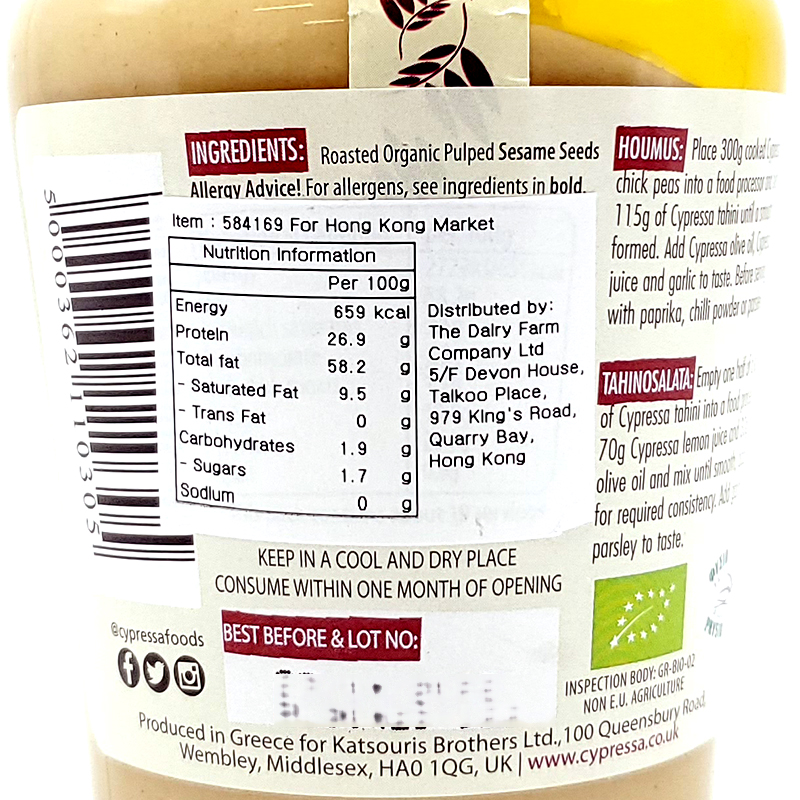 INGREDIENTS: Roasted Organic Pulped Sesame Seeds
Allergy Advice! For allergens, see ingredients in bold.
Item : 584169 For Hong Kong Market
Nutrition Information
Per 100g
Energy 659 kcal
Protein 26.9 g
Total fat 58.2 g
- Saturated Fat 9.5 g
- Trans Fat 0 g
Carbohydrates 1.9 g
- Sugars 1.7 g
Sodium 0 g
Distributed by:
The Dairy Farm
Company Ltd
5/F Devon House,
Taikoo Place,
979 King's Road,
Quarry Bay,
Hong Kong
5 000362 110305
KEEP IN A COOL AND DRY PLACE
CONSUME WITHIN ONE MONTH OF OPENING
@cypressafoods
BEST BEFORE & LOT NO:
HOUMUS: Place 300g cooked
chick peas into a food processor
115g of Cypressa tahini until a
formed. Add Cypressa olive oil,
juice and garlic to taste. Before
with paprika, chilli powder or
TAHINOSALATA: Empty one half
of Cypressa tahini into a food
70g Cypressa lemon juice and
olive oil and mix until smooth,
for required consistency. Add
parsley to taste.
INSPECTION BODY: GR-BIO-02
NON E.U. AGRICULTURE
Produced in Greece for Katsouris Brothers Ltd.,100 Queensbury Road,
Wembley, Middlesex, HA0 1QG, UK | www.cypressa.co.uk